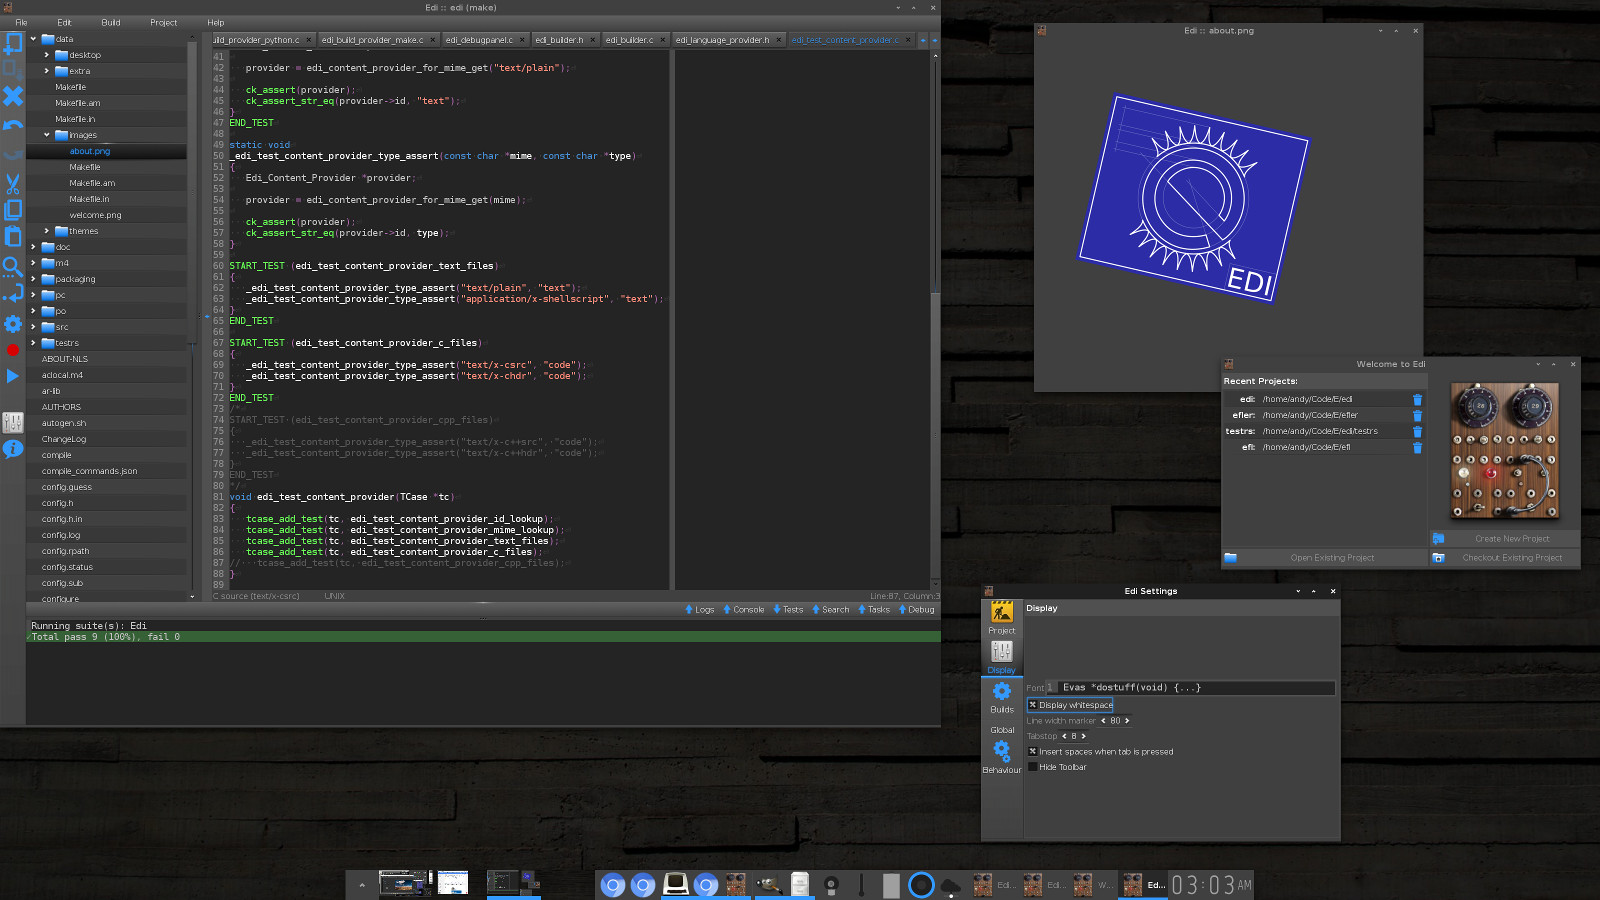 Edi :: edi (make)
File Edit Build Project Help
data
desktop
extra
Makefile
Makefile.am
Makefile.in
images
about.png
Makefile
Makefile.am
Makefile.in
welcome.png
themes
doc
m4
packaging
pc
po
src
testrs
ABOUT-NLS
aclocal.m4
ar-lib
AUTHORS
autogen.sh
ChangeLog
compile
compile_commands.json
config.guess
config.h
config.h.in
config.log
config.rpath
config.status
config.sub
configure
ild_provider_python.c edi_build_provider_make.c edi_debugpanel.c edi_builder.h edi_builder.c edi_language_provider.h edi_test_content_provider.c
41
42 provider = edi_content_provider_for_mime_get("text/plain");
43
44 ck_assert(provider);
45 ck_assert_str_eq(provider->id, "text");
46 }
47 END_TEST
48
49 static void
50 _edi_test_content_provider_type_assert(const char *mime, const char *type)
51 {
52 Edi_Content_Provider *provider;
53
54 provider = edi_content_provider_for_mime_get(mime);
55
56 ck_assert(provider);
57 ck_assert_str_eq(provider->id, type);
58 }
59
60 START_TEST (edi_test_content_provider_text_files)
61 {
62 _edi_test_content_provider_type_assert("text/plain", "text");
63 _edi_test_content_provider_type_assert("application/x-shellscript", "text");
64 }
65 END_TEST
66
67 START_TEST (edi_test_content_provider_c_files)
68 {
69 _edi_test_content_provider_type_assert("text/x-csrc", "code");
70 _edi_test_content_provider_type_assert("text/x-chdr", "code");
71 }
72 END_TEST
73 /*
74 START_TEST (edi_test_content_provider_cpp_files)
75 {
76 _edi_test_content_provider_type_assert("text/x-c++src", "code");
77 _edi_test_content_provider_type_assert("text/x-c++hdr", "code");
78 }
79 END_TEST
80 */
81 void edi_test_content_provider(TCase *tc)
82 {
83 tcase_add_test(tc, edi_test_content_provider_id_lookup);
84 tcase_add_test(tc, edi_test_content_provider_mime_lookup);
85 tcase_add_test(tc, edi_test_content_provider_text_files);
86 tcase_add_test(tc, edi_test_content_provider_c_files);
87 // tcase_add_test(tc, edi_test_content_provider_cpp_files);
88 }
89
C source (text/x-csrc) UNIX Line:87, Column:3
Logs Console Tests Search Tasks Debug
Running suite(s): Edi
Total pass 9 (100%), fail 0
Edi :: about.png
EDI
Welcome to Edi
Recent Projects:
edi: /home/andy/Code/E/edi
efler: /home/andy/Code/E/efler
testrs: /home/andy/Code/E/edi/testrs
efl: /home/andy/Code/E/efl
Create New Project
Open Existing Project
Checkout Existing Project
Edi Settings
Project
Display
Builds
Global
Behaviour
Display
Font 1 Evas *dostuff(void) {...}
Display whitespace
Line width marker 80
Tabstop 8
Insert spaces when tab is pressed
Hide Toolbar
Edi... Edi... W... Ed...
03:03 AM